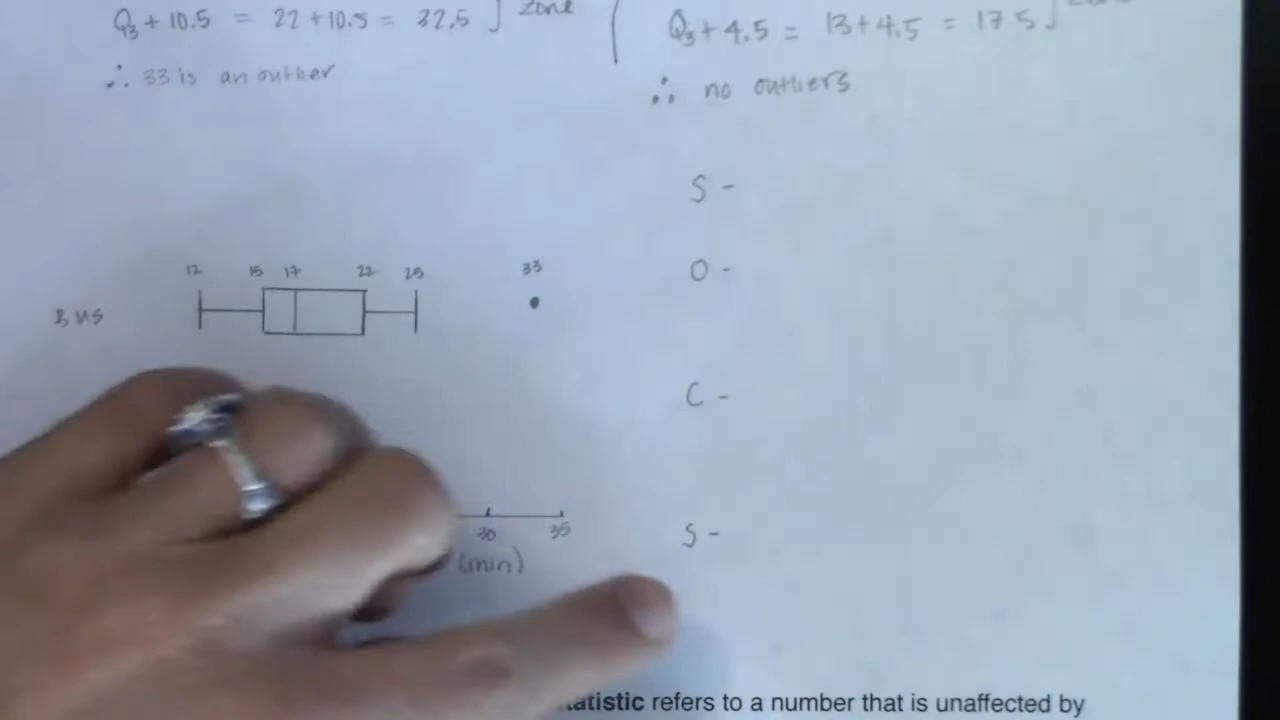 Q3 + 10.5 = 22 + 10.5 = 32.5 ] zone
∴ 33 is an outlier
Q3 + 4.5 = 13 + 4.5 = 17.5 ]
∴ no outliers
S -
O -
C -
S -
12 15 17 22 25 33
Bus
30 35
(min)
refers to a number that is unaffected by